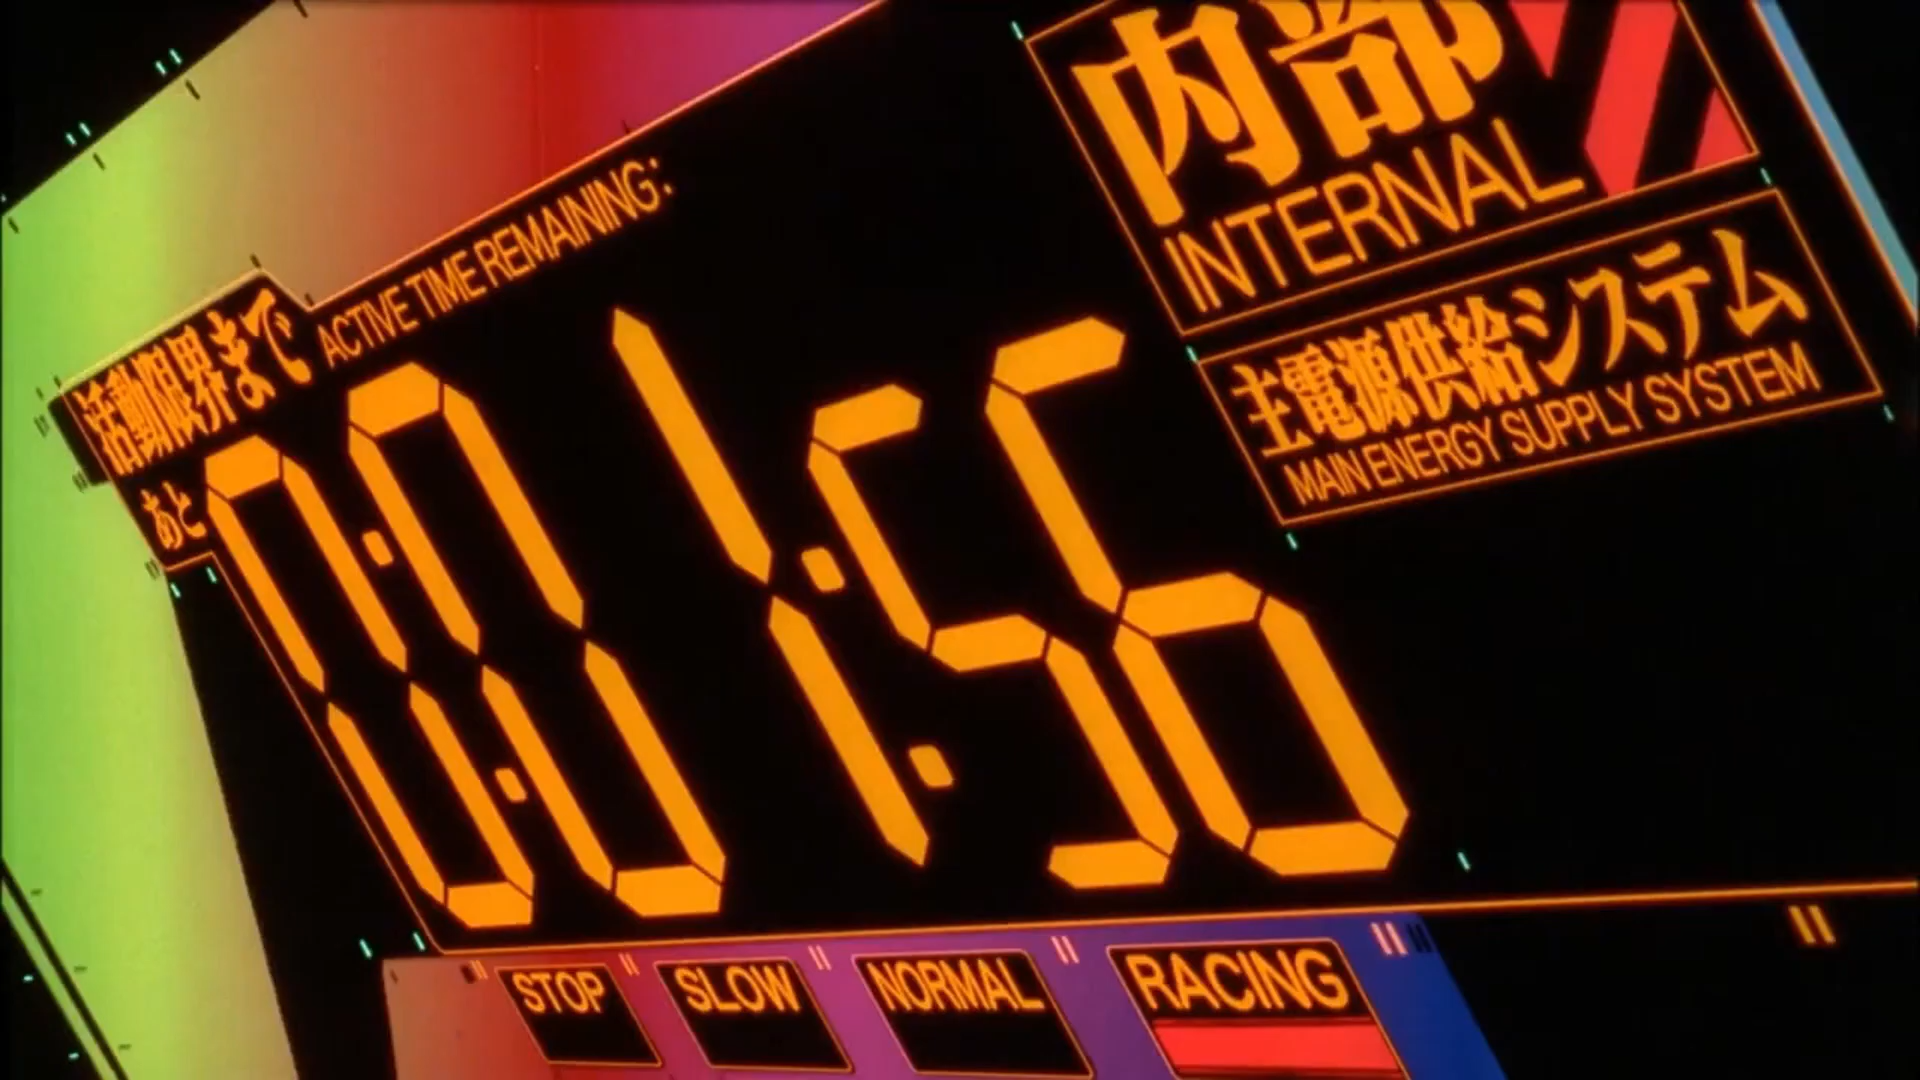 活動限界まで
ACTIVE TIME REMAINING:
あと
0:01:56
内部
INTERNAL
主電源供給システム
MAIN ENERGY SUPPLY SYSTEM
STOP
SLOW
NORMAL
RACING